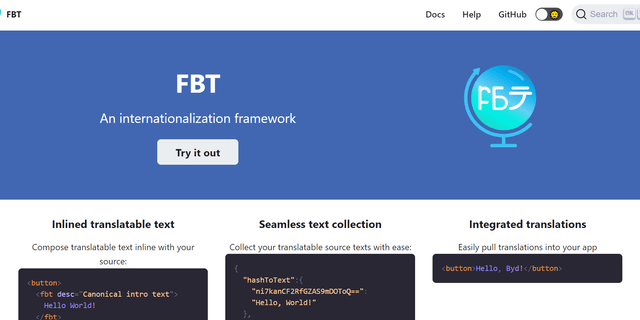 FBT
Docs
Help
GitHub
Search
FBT
An internationalization framework
Try it out
Inlined translatable text
Compose translatable text inline with your
source:
<button>
<fbt desc="Canonical intro text">
Hello World!
</fbt>
Seamless text collection
Collect your translatable source texts with ease:
{
"hashToText":{
"ni7kanCF2RfGZAS9mDOToQ==":
"Hello, World!"
},
Integrated translations
Easily pull translations into your app
<button>Hello, Byd!</button>